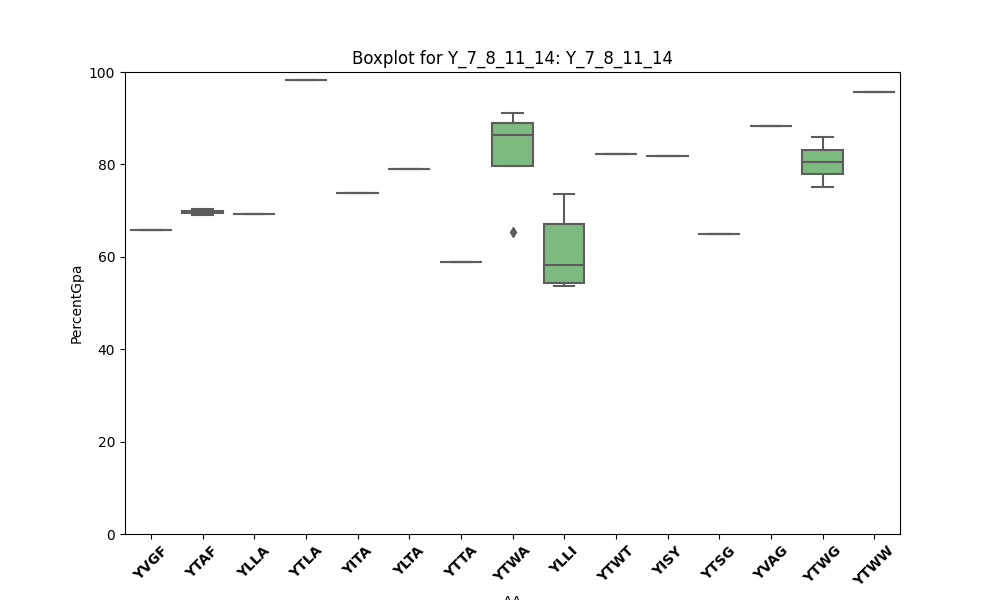 Boxplot for Y_7_8_11_14: Y_7_8_11_14
100
80
60
40
20
0
PercentGpa
YVGF YTAF YLLA YTLA YITA YLTA YTTA YTWA YLLI YTWT YISY YTSG YVAG YTWG YTWW
AA